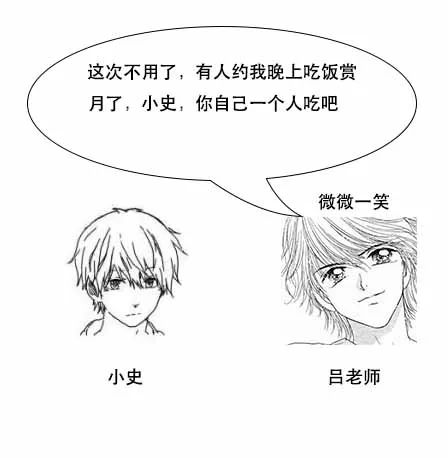 这次不用了，有人约我晚上吃饭赏
月了，小史，你自己一个人吃吧
微微一笑
小史
吕老师